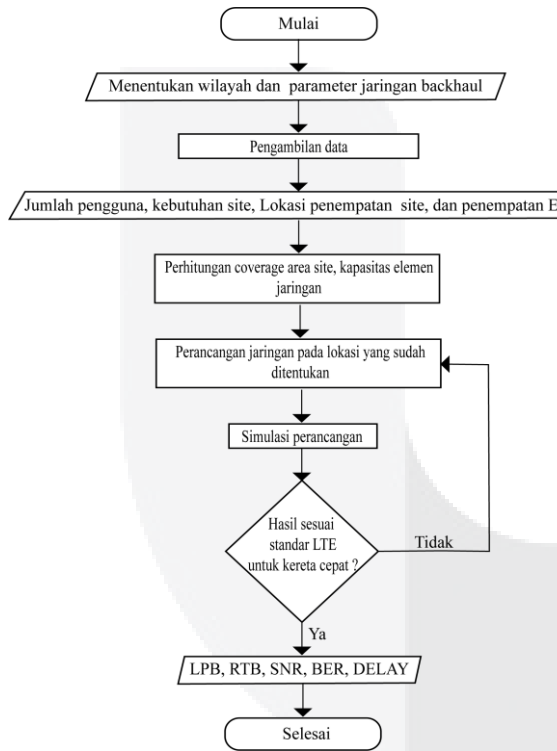 Mulai
Menentukan wilayah dan parameter jaringan backhaul
Pengambilan data
Jumlah pengguna, kebutuhan site, Lokasi penempatan site, dan penempatan E
Perhitungan coverage area site, kapasitas elemen
jaringan
Perancangan jaringan pada lokasi yang sudah
ditentukan
Simulasi perancangan
Hasil sesuai
standar LTE
untuk kereta cepat ?
Tidak
Ya
LPB, RTB, SNR, BER, DELAY
Selesai